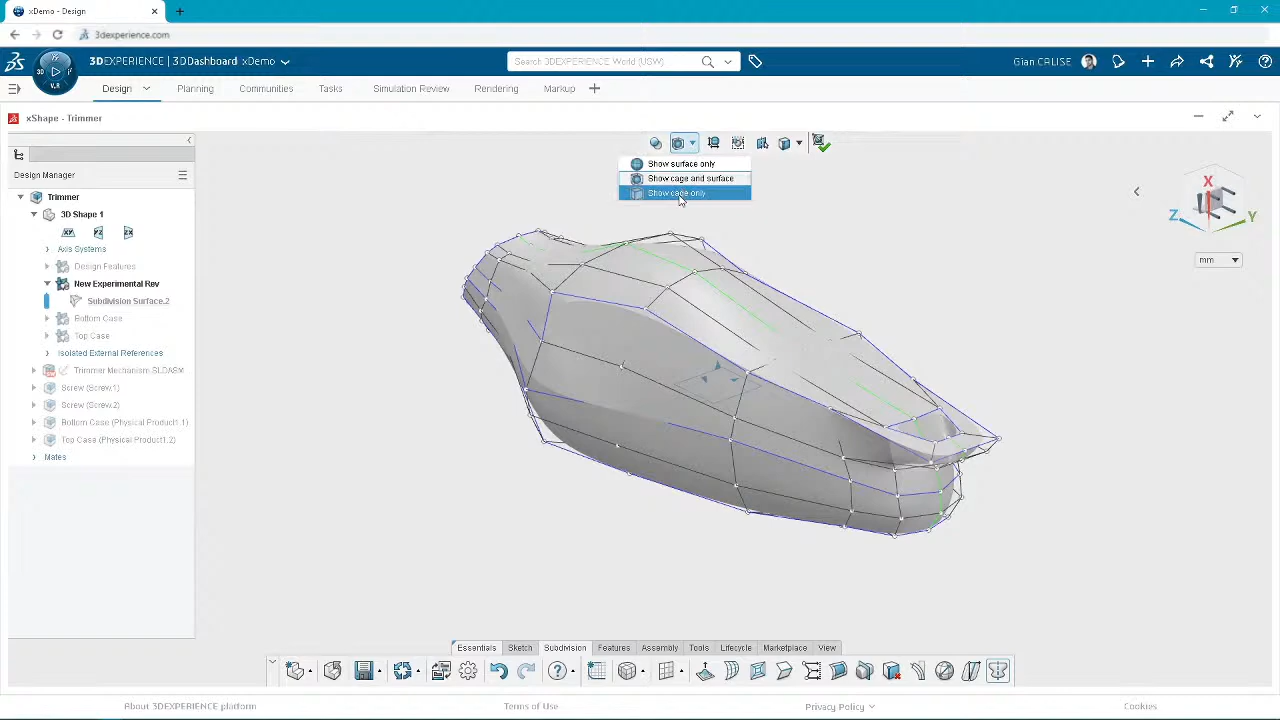 xDemo - Design
3dexperience.com
3DEXPERIENCE | 3DDashboard xDemo
Search 3DEXPERIENCE World (USW)
Gian CALISE
3D
V.R
Design
Planning
Communities
Tasks
Simulation Review
Rendering
Markup
xShape - Trimmer
Design Manager
Trimmer
3D Shape 1
Axis Systems
Design Features
New Experimental Rev
Subdivision Surface.2
Bottom Case
Top Case
Isolated External References
Trimmer Mechanism.SLDASM
Screw (Screw.1)
Screw (Screw.2)
Bottom Case (Physical Product1.1)
Top Case (Physical Product1.2)
Mates
Show surface only
Show cage and surface
Show cage only
X
Z
Y
mm
Essentials
Sketch
Subdivision
Features
Assembly
Tools
Lifecycle
Marketplace
View
About 3DEXPERIENCE platform
Terms of Use
Privacy Policy
Cookies